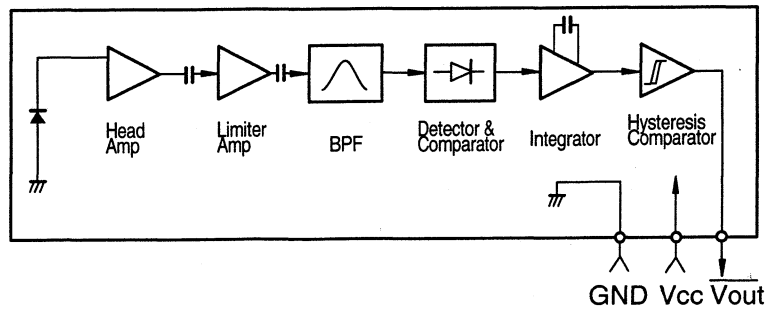 Head
Amp
Limiter
Amp
BPF
Detector &
Comparator
Integrator
Hysteresis
Comparator
GND Vcc Vout